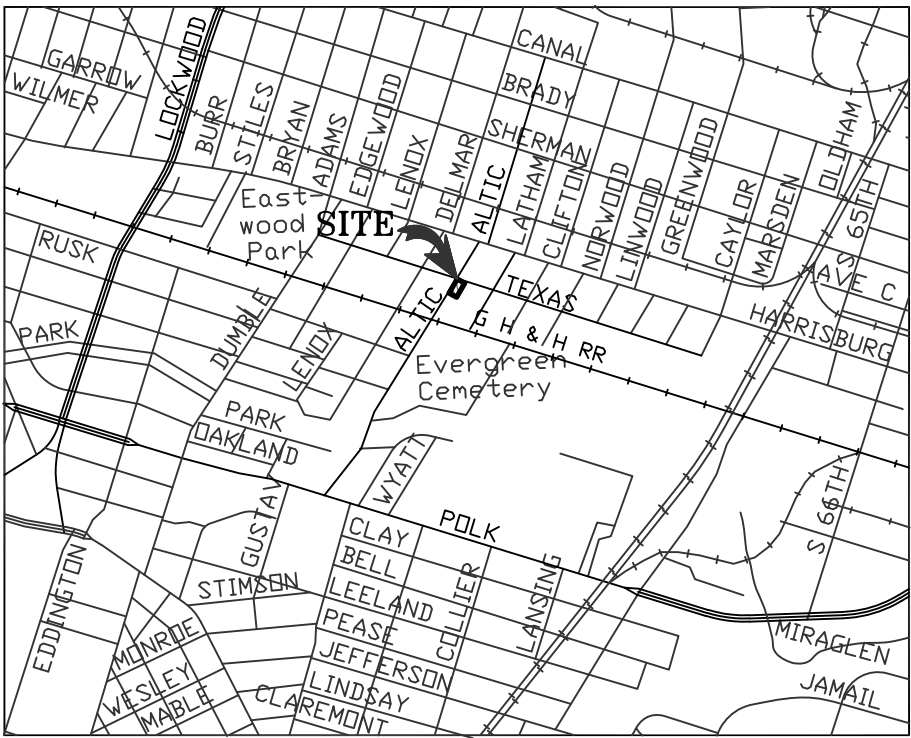 CANAL
BRADY
SHERMAN
GARROW
WILMER
LOCKWOOD
BURR
STILES
BRYAN
ADAMS
EDGEWOOD
LENOX
DELMAR
ALTIC
LATHAM
CLIFTON
NORWOOD
LINWOOD
GREENWOOD
CAYLOR
MARSDEN
OLDHAM
S 65TH
East-
wood
Park
SITE
RUSK
AVE C
TEXAS
HARRISBURG
G H &/H RR
ALTIC
DUMBLE
LENOX
PARK
Evergreen
Cemetery
PARK
OAKLAND
WYATT
GUSTAV
POLK
S 66TH
CLAY
BELL
LEELAND
PEASE
JEFFERSON
LINDSAY
CLAREMONT
COLLIER
LANSING
STIMSON
EDDINGTON
MONROE
WESLEY
MABLE
MIRAGLEN
JAMAIL